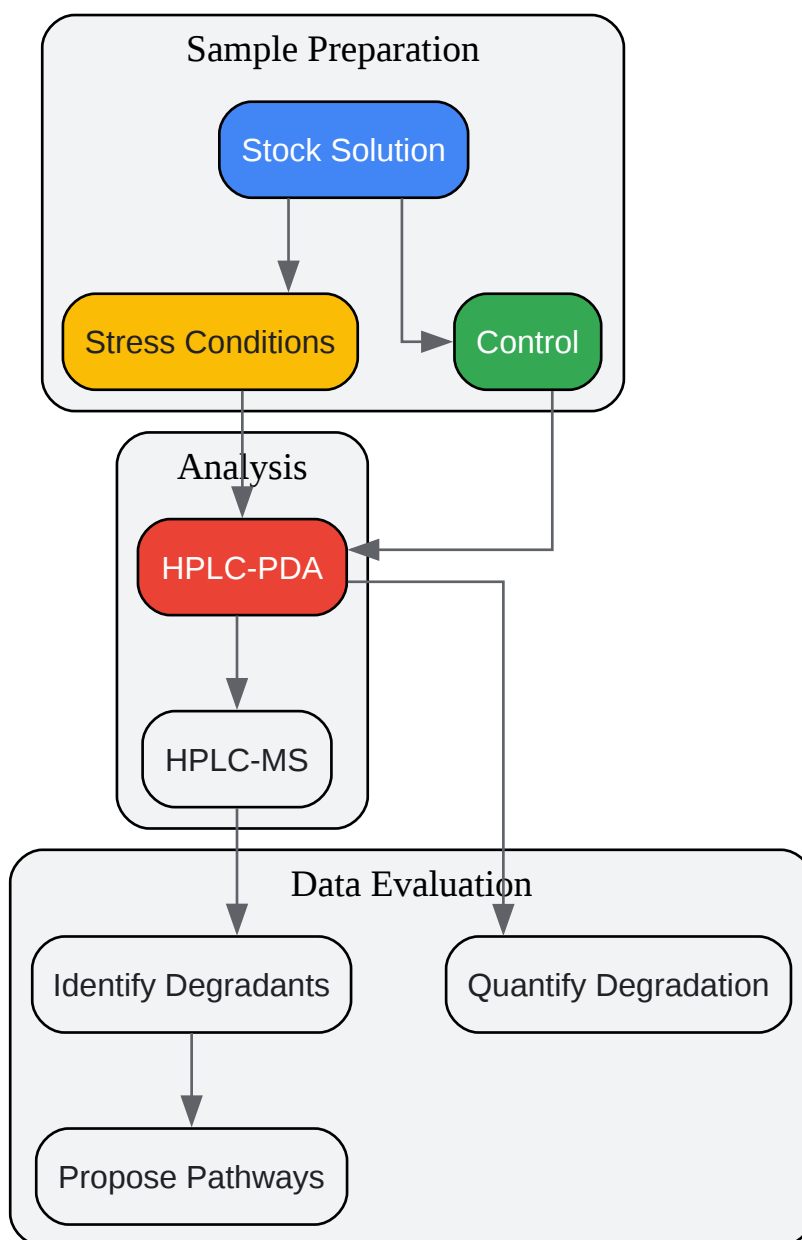 Sample Preparation
Stock Solution
Stress Conditions
Control
Analysis
HPLC-PDA
HPLC-MS
Data Evaluation
Identify Degradants
Quantify Degradation
Propose Pathways